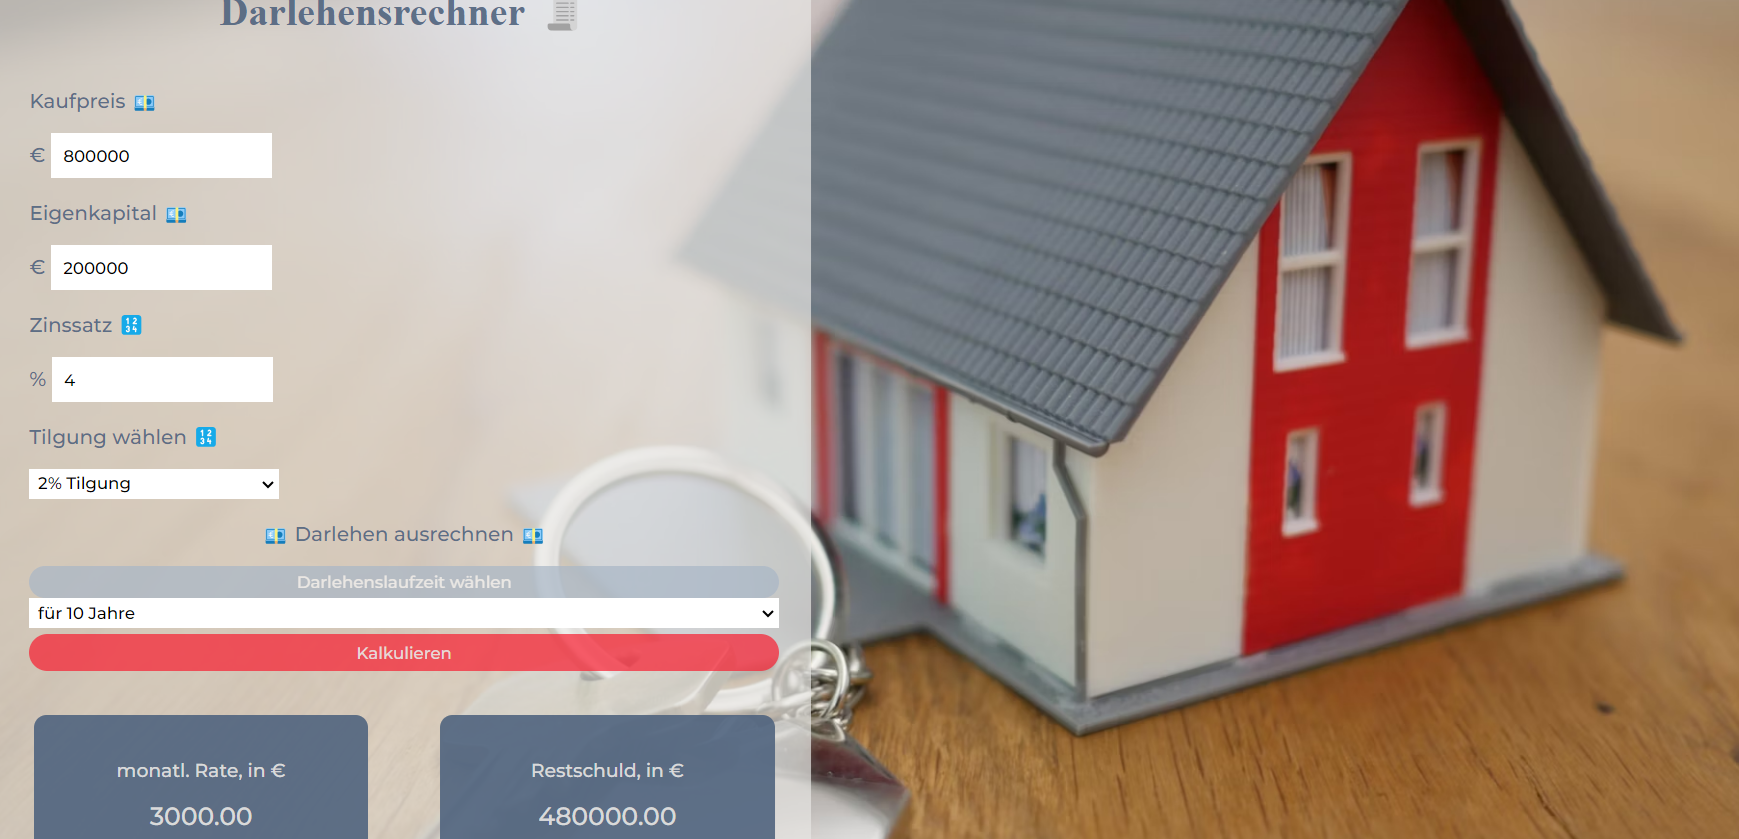 Darlehensrechner
Kaufpreis
€ 800000
Eigenkapital
€ 200000
Zinssatz
% 4
Tilgung wählen
2% Tilgung
Darlehen ausrechnen
Darlehenslaufzeit wählen
für 10 Jahre
Kalkulieren
monatl. Rate, in €
3000.00
Restschuld, in €
480000.00